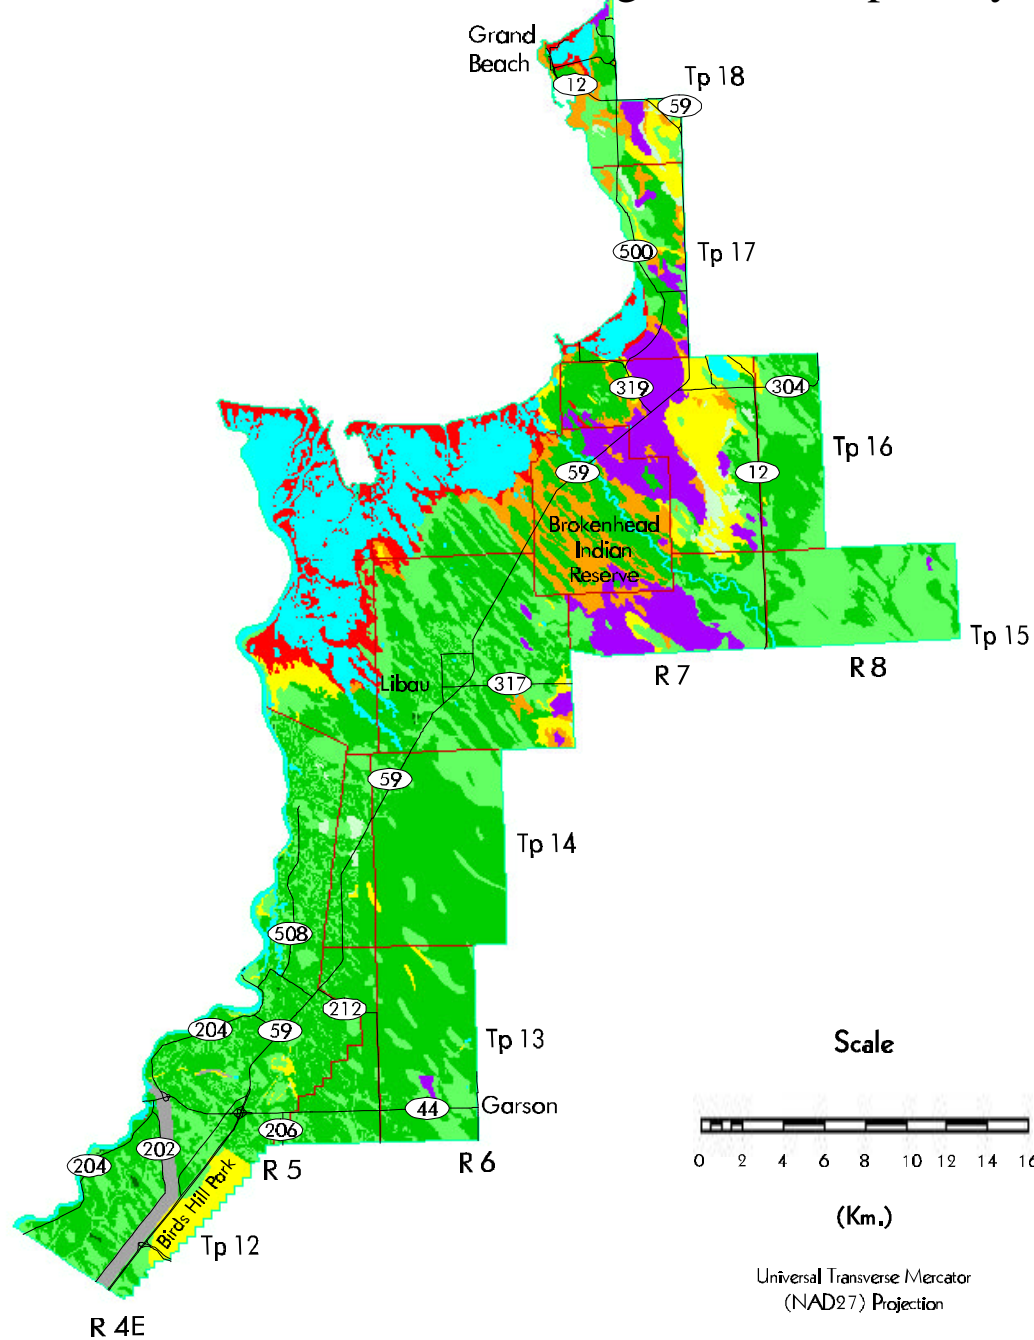 Grand
Beach
12
Tp 18
59
500
Tp 17
319
304
Tp 16
59
12
Brokenhead
Indian
Reserve
Tp 15
R 7
R 8
Libau
317
59
Tp 14
508
212
204
59
Tp 13
Scale
44
Garson
206
202
204
R 5
R 6
0 2 4 6 8 10 12 14 16
Birds Hill Park
(Km.)
Tp 12
Universal Transverse Mercator
(NAD27) Projection
R 4E